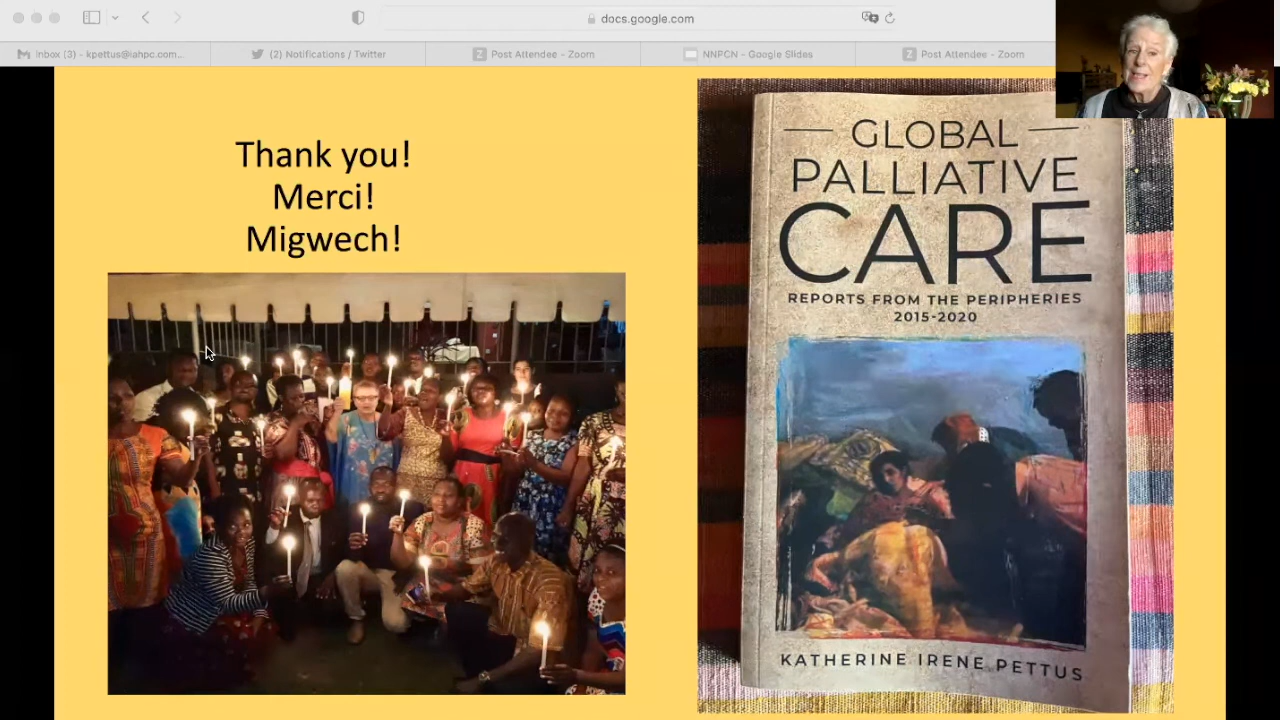 docs.google.com
Inbox (3) - kpettus@iahpc.com...
(2) Notifications / Twitter
Post Attendee - Zoom
NNPCN - Google Slides
Post Attendee - Zoom
Thank you!
Merci!
Migwech!
GLOBAL
PALLIATIVE
CARE
REPORTS FROM THE PERIPHERIES
2015-2020
KATHERINE IRENE PETTUS